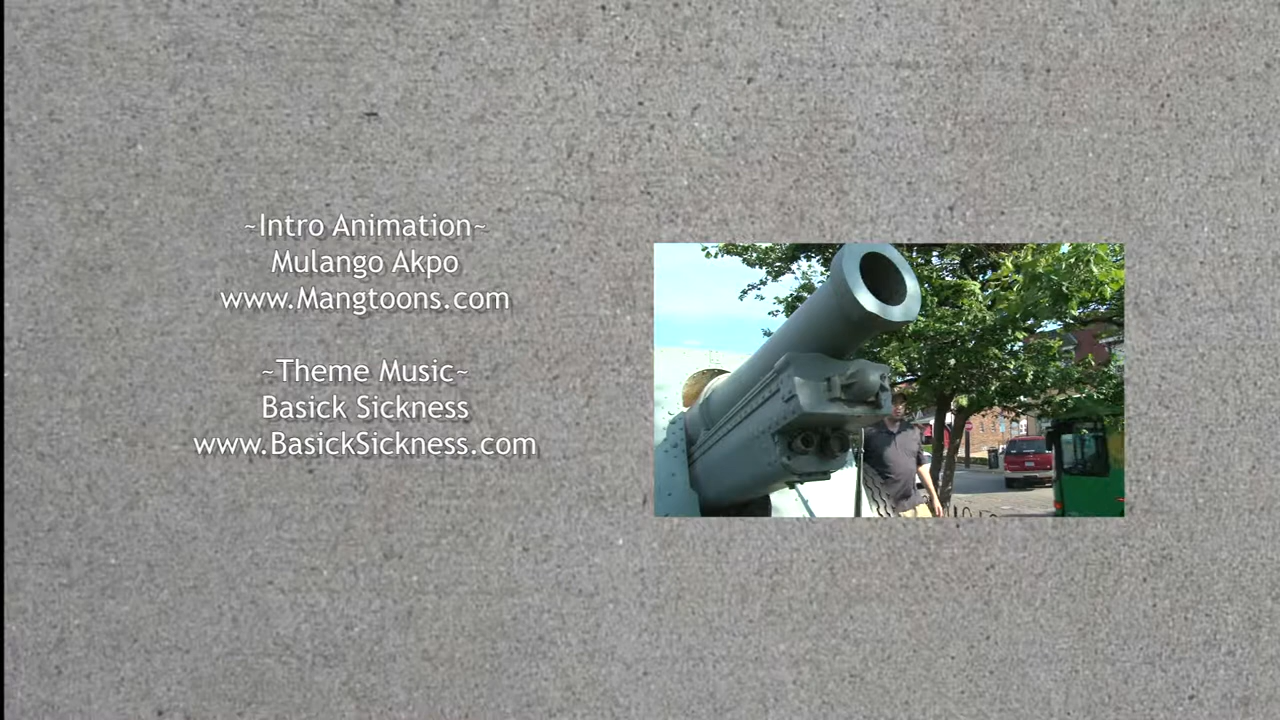 ~Intro Animation~
Mulango Akpo
www.Mangtoons.com
~Theme Music~
Basick Sickness
www.BasickSickness.com